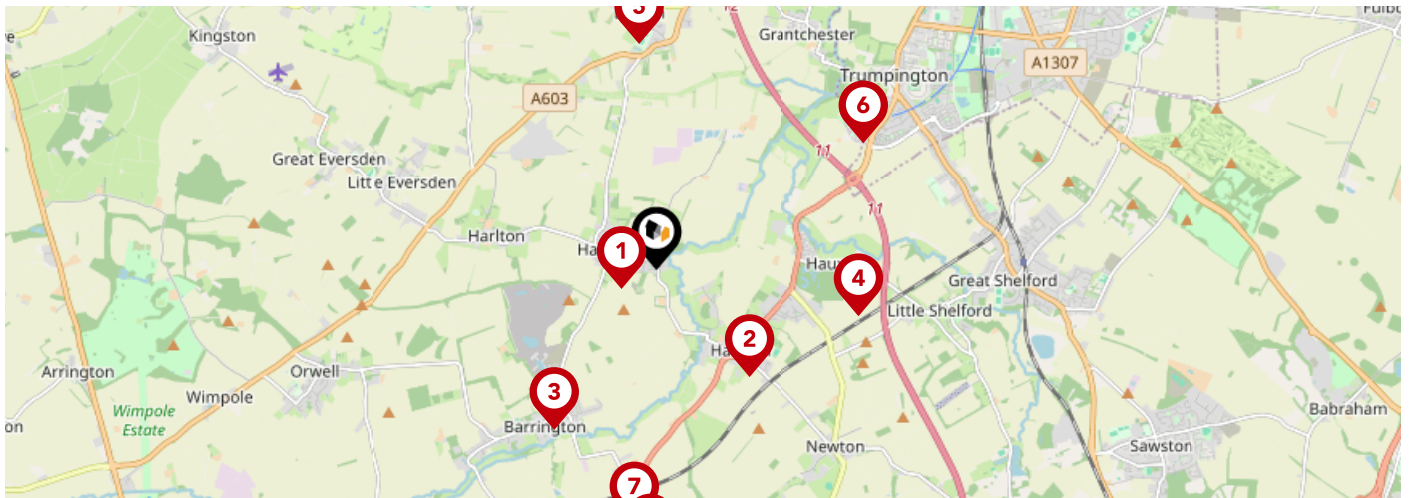 Kingston
Grantchester
Trumpington
A1307
A603
6
11
Great Eversden
Little Eversden
11
Harlton
1
4
Great Shelford
Little Shelford
2
Arrington
Orwell
3
Wimpole
Wimpole
Estate
Babraham
Barrington
Newton
Sawston
7